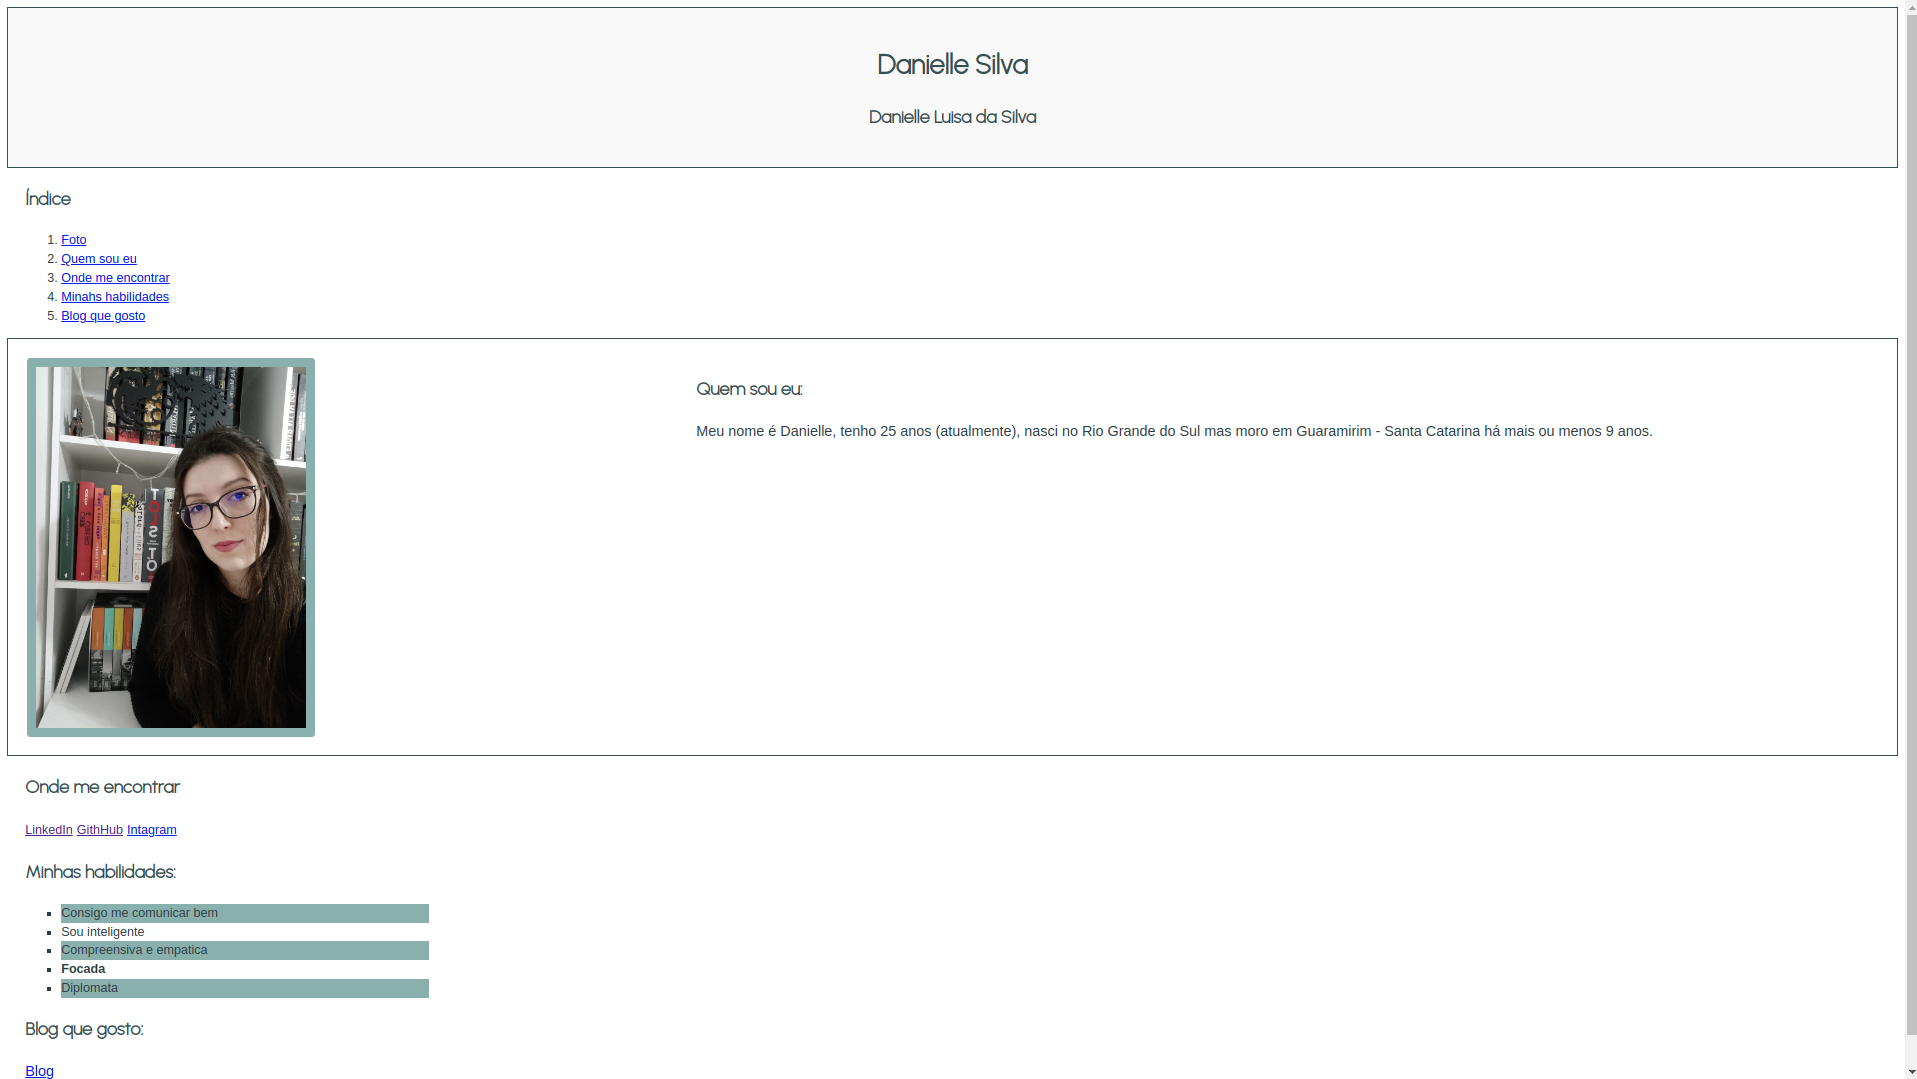 Danielle Silva
Danielle Luisa da Silva
Índice
1. Foto
2. Quem sou eu
3. Onde me encontrar
4. Minahs habilidades
5. Blog que gosto
Quem sou eu:
Meu nome é Danielle, tenho 25 anos (atualmente), nasci no Rio Grande do Sul mas moro em Guaramirim - Santa Catarina há mais ou menos 9 anos.
TOLSTÓI
Onde me encontrar
LinkedIn GithHub Intagram
Minhas habilidades:
Consigo me comunicar bem
Sou inteligente
Compreensiva e empatica
Focada
Diplomata
Blog que gosto:
Blog